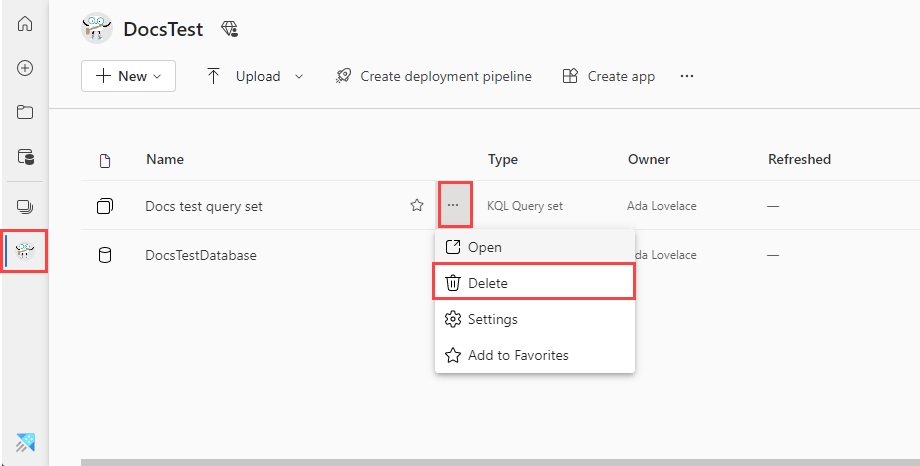 DocsTest
New Upload Create deployment pipeline Create app ...
Name Type Owner Refreshed
Docs test query set ... KQL Query set Ada Lovelace —
Open
DocsTestDatabase da Lovelace —
Delete
Settings
Add to Favorites